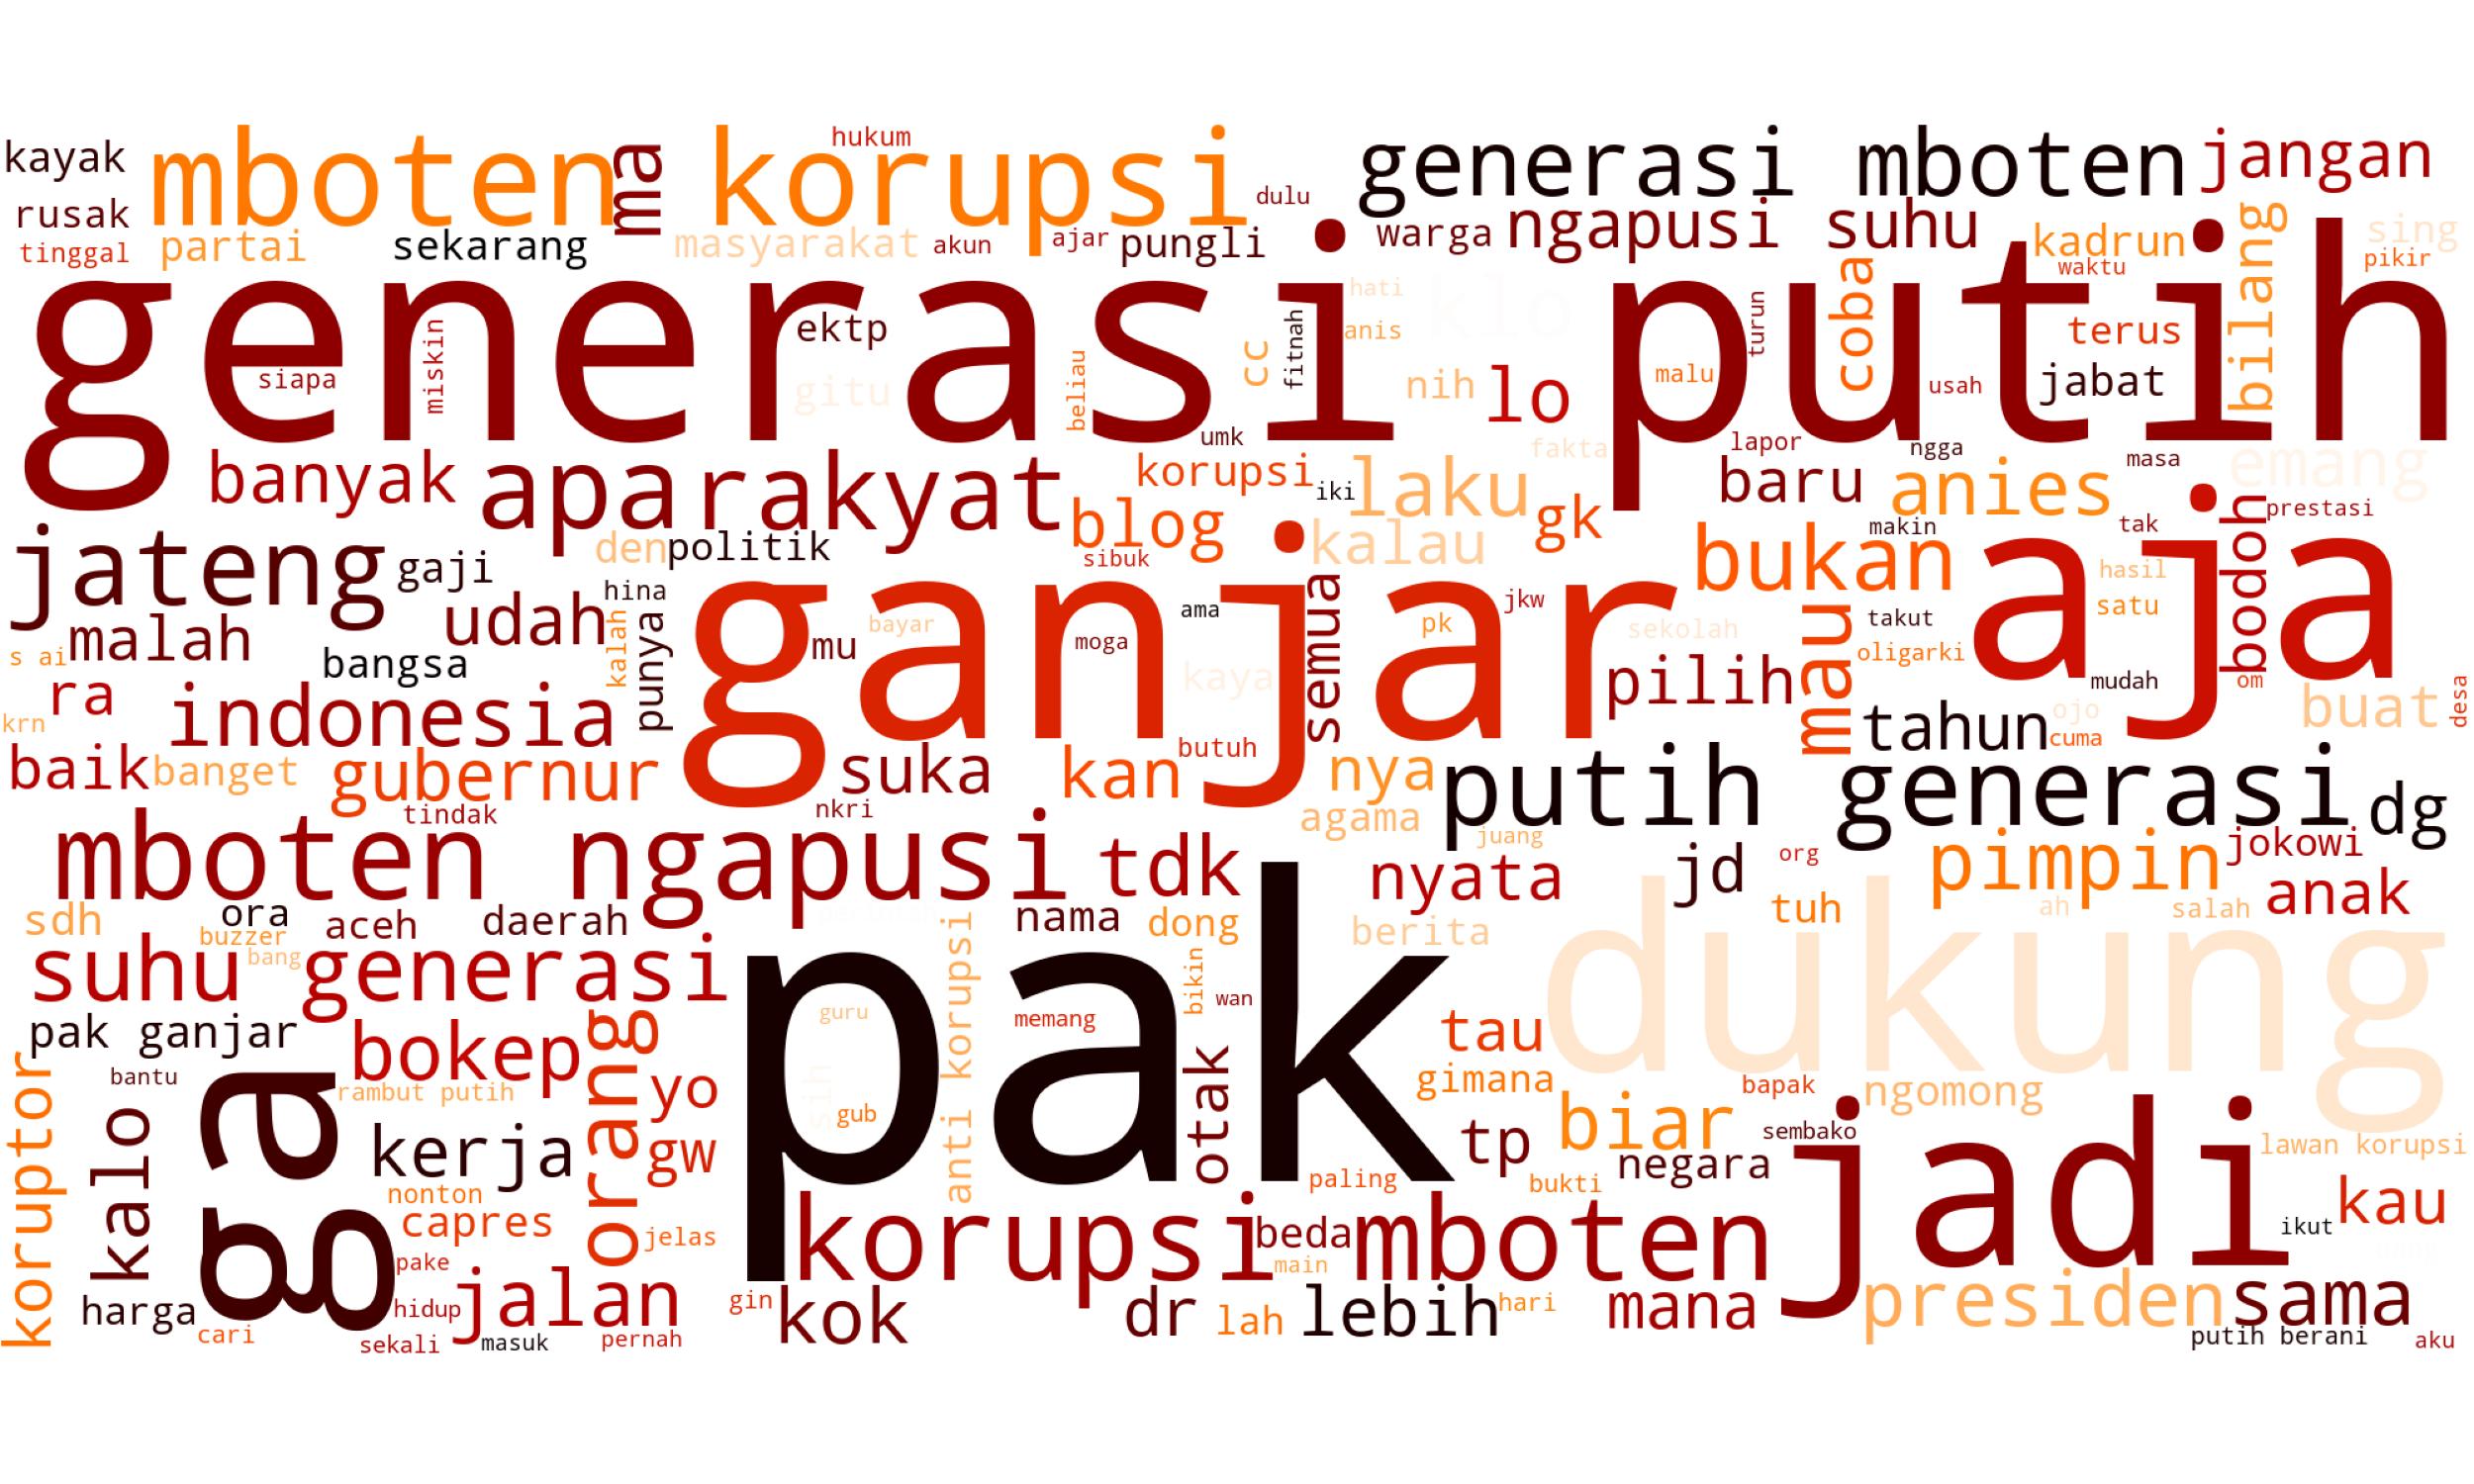 hukum
kayak mboten korupsi ma generasi mboten jangan
dulu
rusak ngapusi suhu warga
tinggal partai sekarang masyarakat akun ajar pungli kadrun bilang sing
waktu pikir
generasi putih
hati klo coba
miskin ektp cc fitnah anis turun terus
siapa gitu beliau nih lo malu usah jabat
umk fakta lapor ngga
banyak apa rakyat korupsi iki laku baru anies masa emang
blog gk makin tak bodoh prestasi
jateng gaji den politik sibuk kalau bukan aja
hina ama semua jkw takut satu hasil
malah udah kalah punya mu bayar moga ganjar pk sekolah mau oligarki
s ai bangsa kaya mudah om
krn ra indonesia pilih tahun ojo cuma buat desa
baik banget gubernur suka kan butuh nya putih generasi dg
tindak nkri agama juang
mboten ngapusi tdk nyata jd org pimpin jokowi
sdh ora aceh daerah nama dong tuh ah salah anak
buzzer bang berita
suhu generasi pak anti korupsi bikin wan dukung
guru memang tau
pak ganjar bokep orang sih gub otak gimana bapak ngomong
koruptor bantu rambut putih yo
kalo ga kerja gw tp biar sembako jadi lawan korupsi
nonton paling bukti negara
capres jelas korupsi beda mboten ikut kau
pake main
harga hidup jalan gin kok dr lah lebih hari mana presiden sama
cari sekali masuk pernah putih berani aku